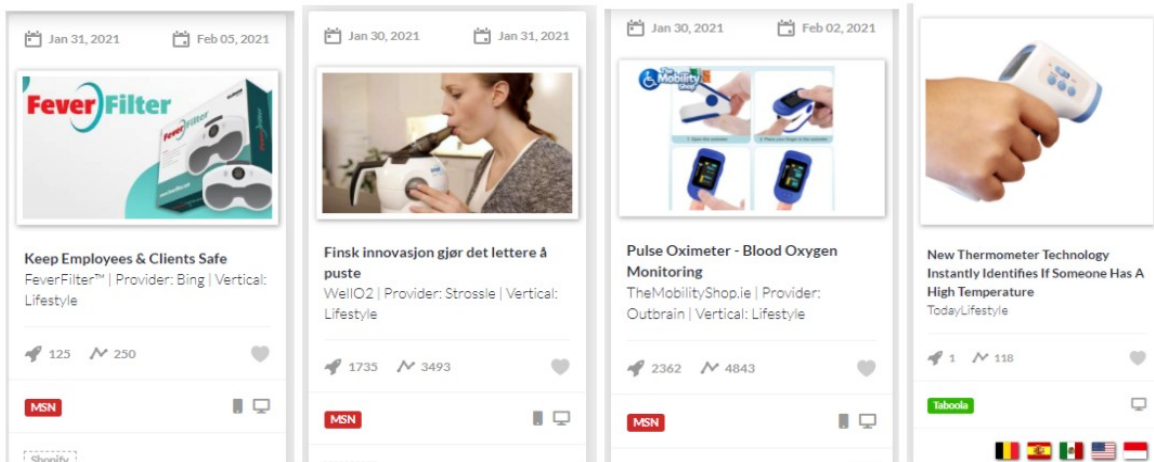 Jan 31, 2021 Feb 05, 2021
Fever Filter
Fever Filter
Keep Employees & Clients Safe
FeverFilter™ | Provider: Bing | Vertical:
Lifestyle
125 250
MSN
Shopify
Jan 30, 2021 Jan 31, 2021
Finsk innovasjon gjør det lettere å
puste
WellO2 | Provider: Strossle | Vertical:
Lifestyle
1735 3493
MSN
Jan 30, 2021 Feb 02, 2021
The
Mobility
Shop
Pulse Oximeter - Blood Oxygen
Monitoring
TheMobilityShop.ie | Provider:
Outbrain | Vertical: Lifestyle
2362 4843
MSN
New Thermometer Technology
Instantly Identifies If Someone Has A
High Temperature
TodayLifestyle
1 118
Taboola